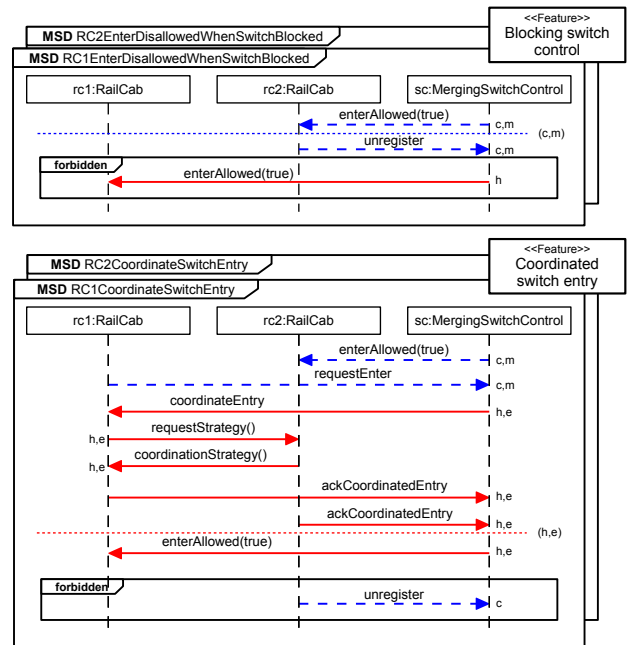 MSD RC2EnterDisallowedWhenSwitchBlocked
<<Feature>>
Blocking switch
control
MSD RC1EnterDisallowedWhenSwitchBlocked
rc1:RailCab
rc2:RailCab
sc:MergingSwitchControl
enterAllowed(true)
c,m
(c,m)
unregister
c,m
forbidden
enterAllowed(true)
h
<<Feature>>
Coordinated
switch entry
MSD RC2CoordinateSwitchEntry
MSD RC1CoordinateSwitchEntry
rc1:RailCab
rc2:RailCab
sc:MergingSwitchControl
enterAllowed(true)
c,m
requestEnter
c,m
coordinateEntry
h,e
requestStrategy()
h,e
coordinationStrategy()
h,e
ackCoordinatedEntry
h,e
ackCoordinatedEntry
h,e
(h,e)
enterAllowed(true)
h,e
forbidden
unregister
c